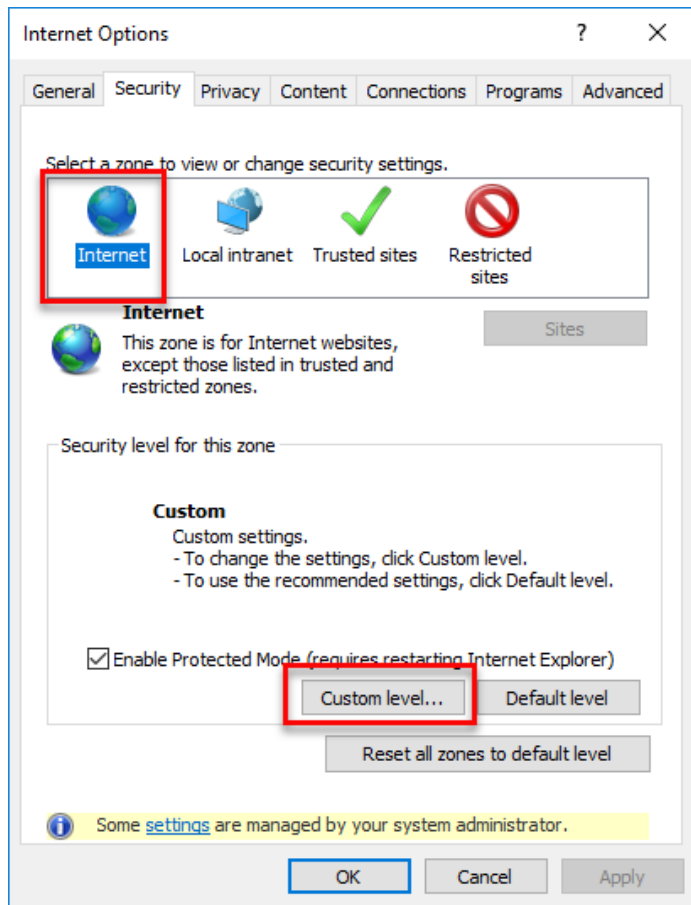 Internet Options
? ×
General Security Privacy Content Connections Programs Advanced
Select a zone to view or change security settings.
Internet Local intranet Trusted sites Restricted
sites
Internet
Sites
This zone is for Internet websites,
except those listed in trusted and
restricted zones.
Security level for this zone
Custom
Custom settings.
- To change the settings, click Custom level.
- To use the recommended settings, click Default level.
Enable Protected Mode (requires restarting Internet Explorer)
Custom level... Default level
Reset all zones to default level
Some settings are managed by your system administrator.
OK Cancel Apply